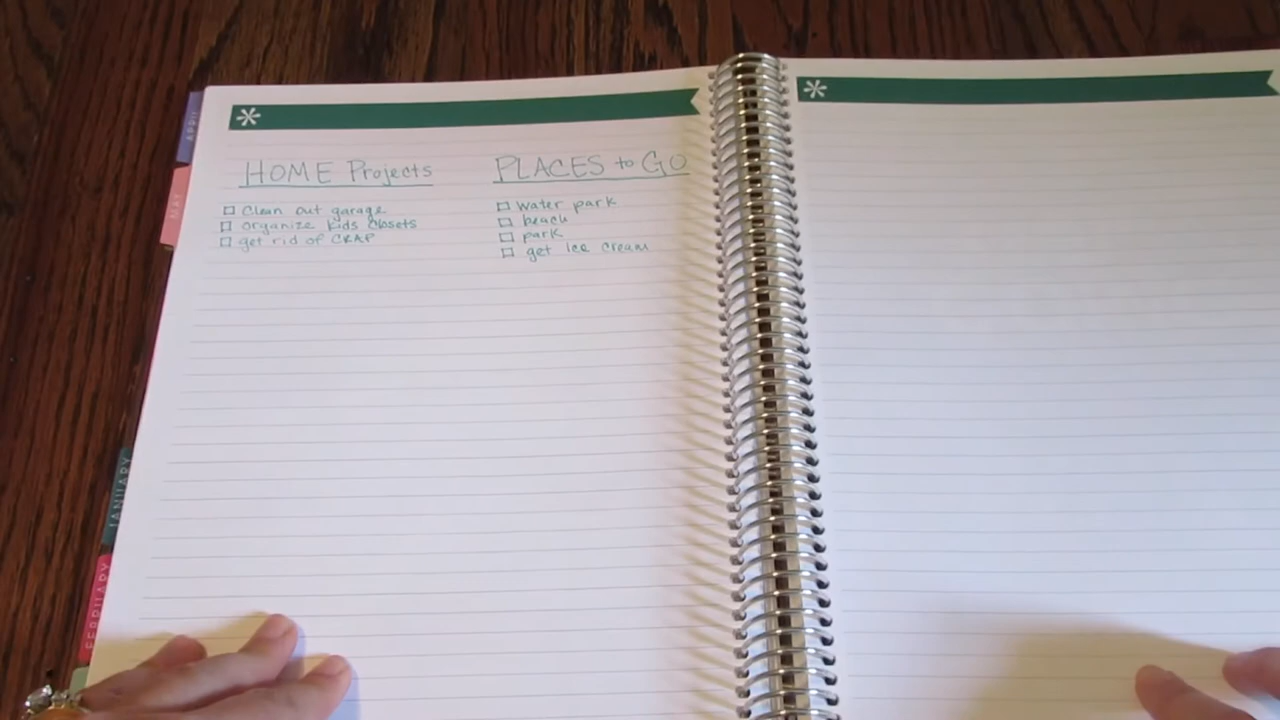 HOME Projects
☐ Clean out garage
☐ organize kids closets
☐ get rid of CRAP
PLACES to GO
☐ water park
☐ beach
☐ park
☐ get ice cream
APRIL
MAY
JANUARY
FEBRUARY